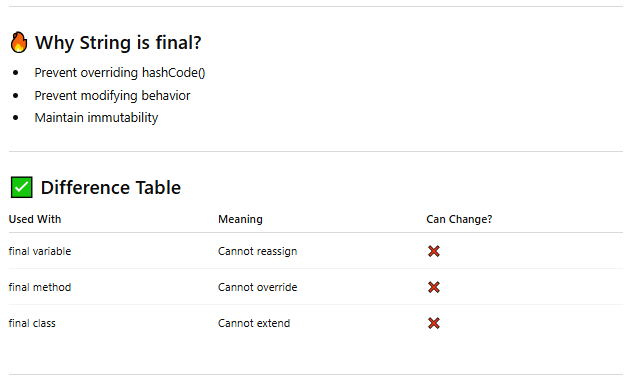 🔥 Why String is final?
• Prevent overriding hashCode()
• Prevent modifying behavior
• Maintain immutability
✅ Difference Table
Used With Meaning Can Change?
final variable Cannot reassign ❌
final method Cannot override ❌
final class Cannot extend ❌